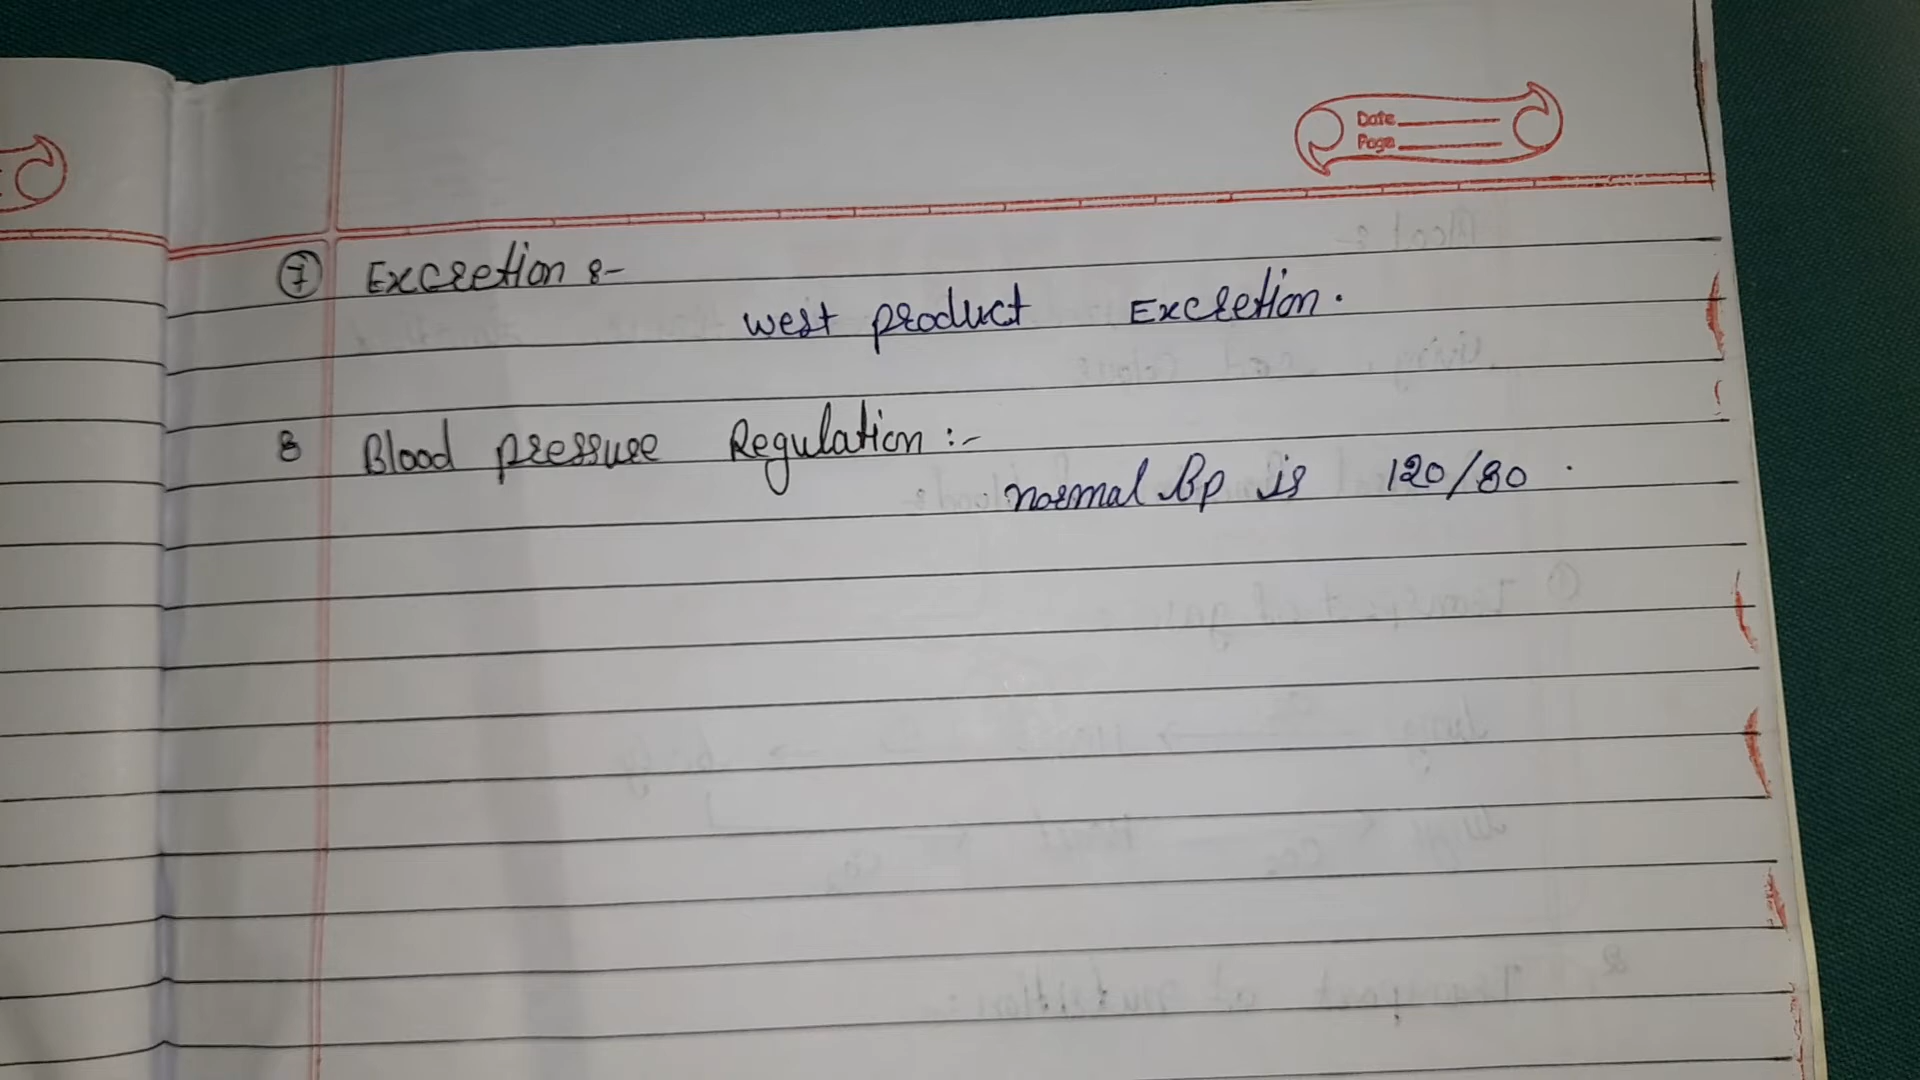 Date
Page
⑦ Excretion :-
west product Excretion.
8 Blood pressure Regulation :-
normal Bp is 120/80 .